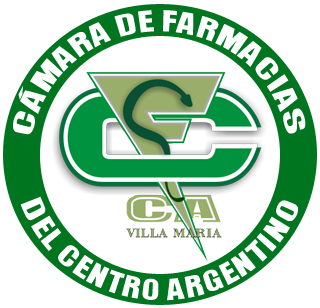 CÁMARA DE FARMACIAS
C
CA
VILLA MARIA
DEL CENTRO ARGENTINO